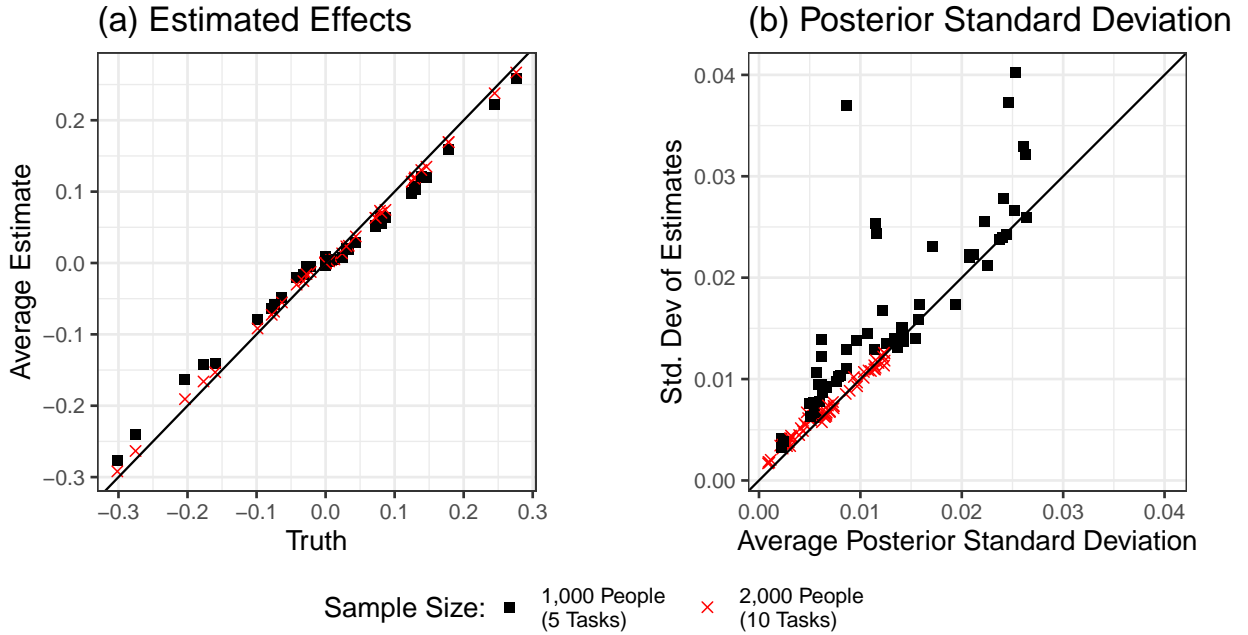 (a) Estimated Effects
(b) Posterior Standard Deviation
Average Estimate
0.2
0.1
0.0
−0.1
−0.2
−0.3
−0.3 −0.2 −0.1 0.0 0.1 0.2 0.3
Truth
Std. Dev of Estimates
0.04
0.03
0.02
0.01
0.00
0.00 0.01 0.02 0.03 0.04
Average Posterior Standard Deviation
Sample Size:
1,000 People
(5 Tasks)
2,000 People
(10 Tasks)